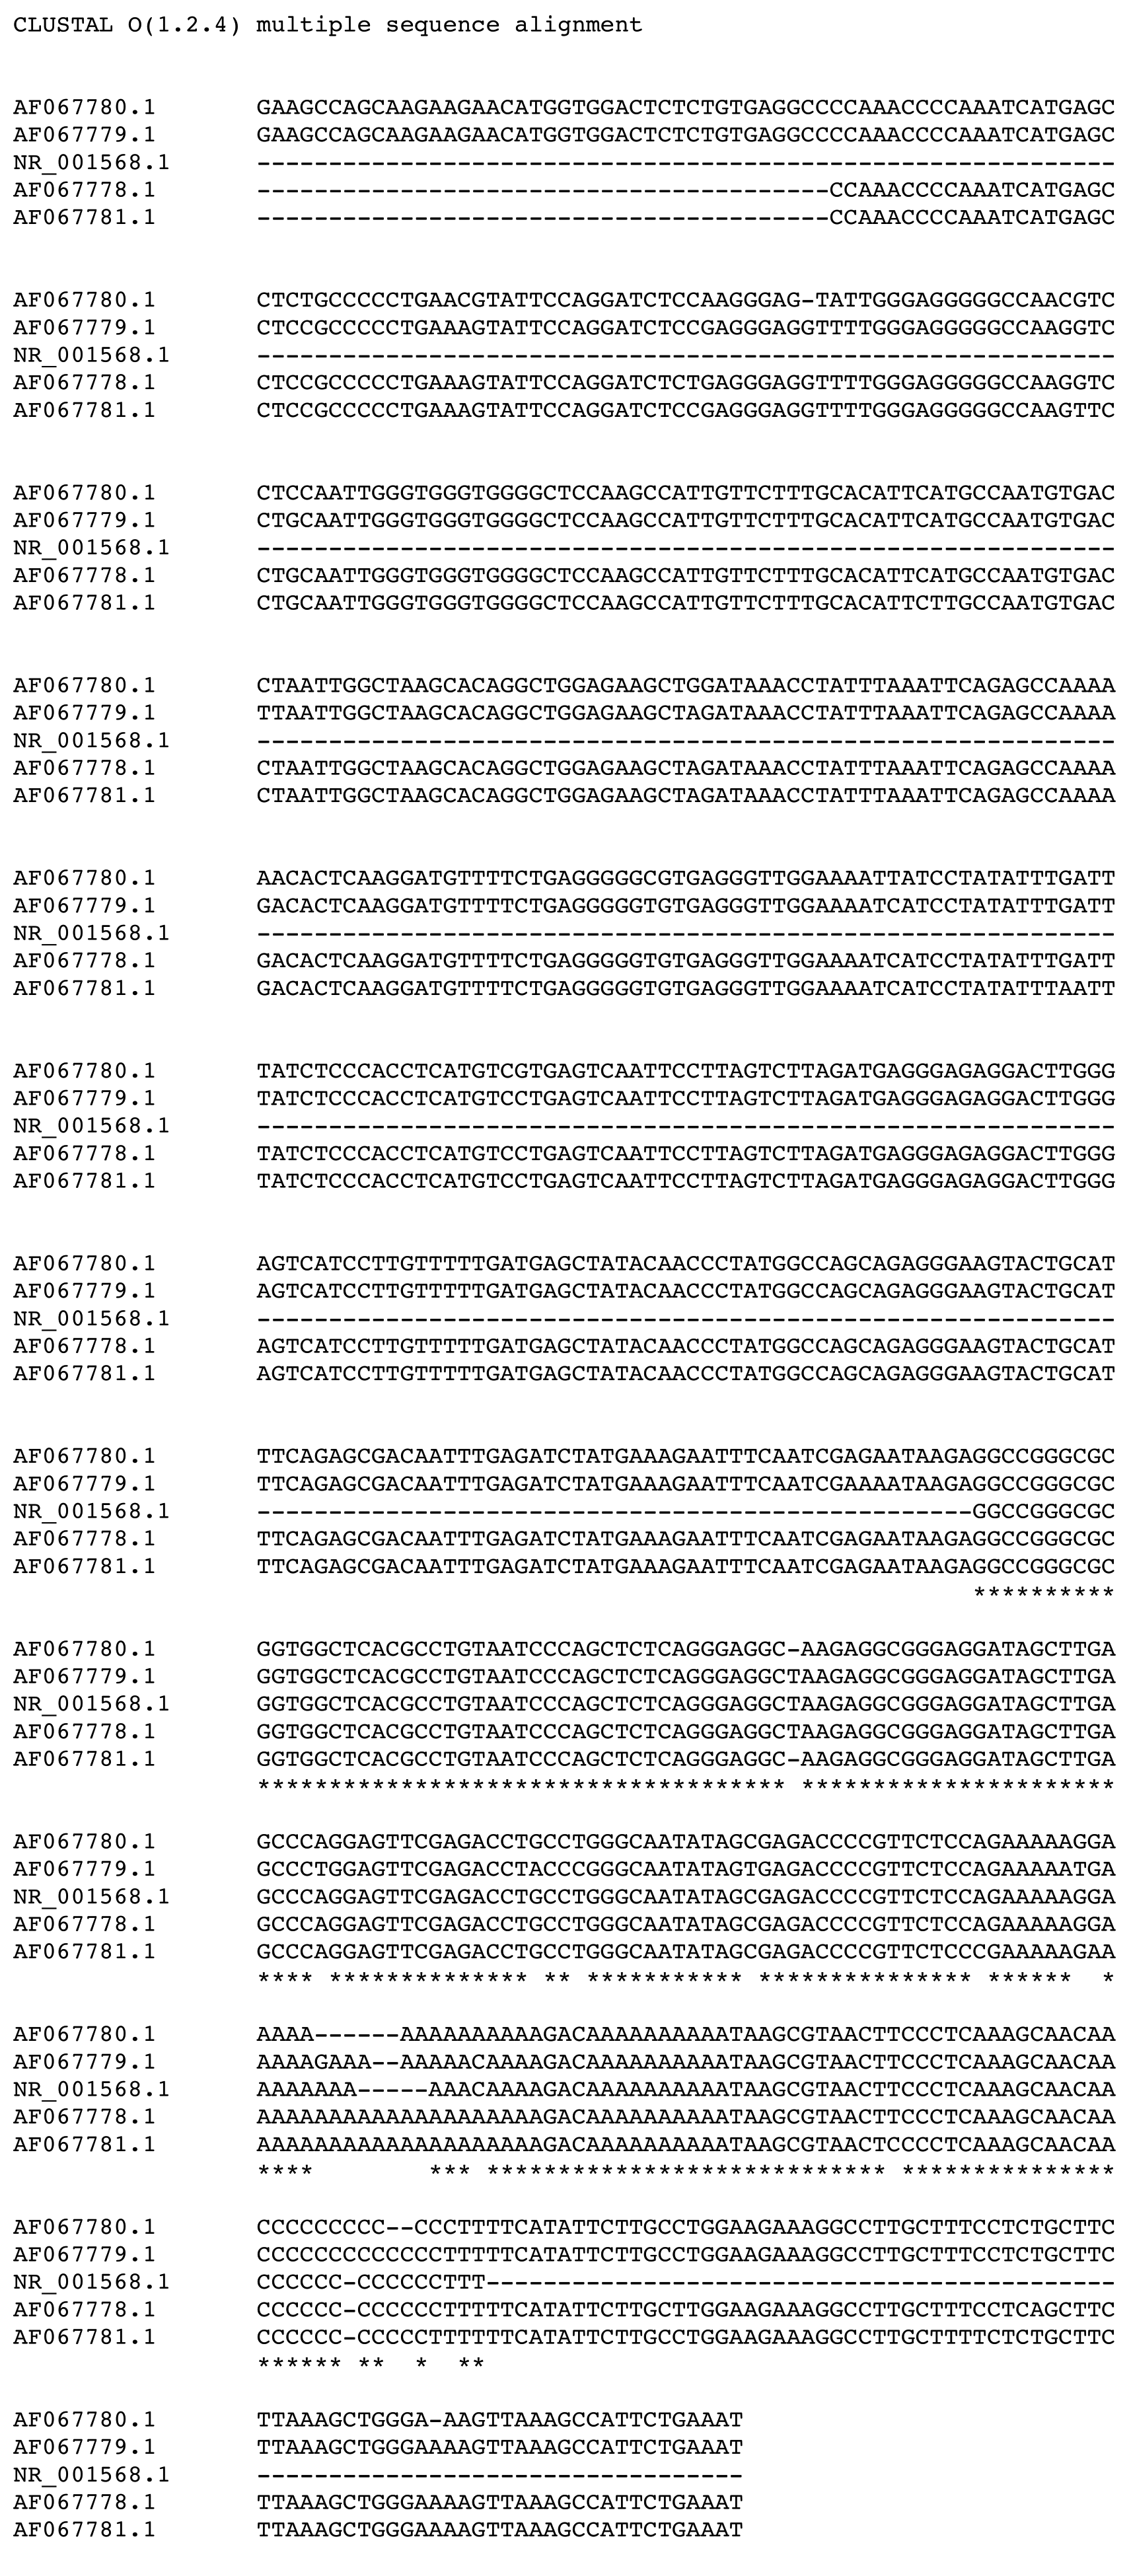 CLUSTAL O(1.2.4) multiple sequence alignment
AF067780.1      GAAGCCAGCAAGAAGAACATGGTGGACTCTCTGTGAGGCCCCAAACCCCAAATCATGAGC
AF067779.1      GAAGCCAGCAAGAAGAACATGGTGGACTCTCTGTGAGGCCCCAAACCCCAAATCATGAGC
NR_001568.1     ------------------------------------------------------------
AF067778.1      ----------------------------------------CCAAACCCCAAATCATGAGC
AF067781.1      ----------------------------------------CCAAACCCCAAATCATGAGC
AF067780.1      CTCTGCCCCCTGAACGTATTCCAGGATCTCCAAGGGAG-TATTGGGAGGGGGCCAACGTC
AF067779.1      CTCCGCCCCCTGAAAGTATTCCAGGATCTCCGAGGGAGGTTTTGGGAGGGGGCCAAGGTC
NR_001568.1     ------------------------------------------------------------
AF067778.1      CTCCGCCCCCTGAAAGTATTCCAGGATCTCTGAGGGAGGTTTTGGGAGGGGGCCAAGGTC
AF067781.1      CTCCGCCCCCTGAAAGTATTCCAGGATCTCCGAGGGAGGTTTTGGGAGGGGGCCAAGTTC
AF067780.1      CTCCAATTGGGTGGGTGGGGCTCCAAGCCATTGTTCTTTGCACATTCATGCCAATGTGAC
AF067779.1      CTGCAATTGGGTGGGTGGGGCTCCAAGCCATTGTTCTTTGCACATTCATGCCAATGTGAC
NR_001568.1     ------------------------------------------------------------
AF067778.1      CTGCAATTGGGTGGGTGGGGCTCCAAGCCATTGTTCTTTGCACATTCATGCCAATGTGAC
AF067781.1      CTGCAATTGGGTGGGTGGGGCTCCAAGCCATTGTTCTTTGCACATTCTTGCCAATGTGAC
AF067780.1      CTAATTGGCTAAGCACAGGCTGGAGAAGCTGGATAAACCTATTTAAATTCAGAGCCAAAA
AF067779.1      TTAATTGGCTAAGCACAGGCTGGAGAAGCTAGATAAACCTATTTAAATTCAGAGCCAAAA
NR_001568.1     ------------------------------------------------------------
AF067778.1      CTAATTGGCTAAGCACAGGCTGGAGAAGCTAGATAAACCTATTTAAATTCAGAGCCAAAA
AF067781.1      CTAATTGGCTAAGCACAGGCTGGAGAAGCTAGATAAACCTATTTAAATTCAGAGCCAAAA
AF067780.1      AACACTCAAGGATGTTTTCTGAGGGGGCGTGAGGGTTGGAAAATTATCCTATATTTGATT
AF067779.1      GACACTCAAGGATGTTTTCTGAGGGGGTGTGAGGGTTGGAAAATCATCCTATATTTGATT
NR_001568.1     ------------------------------------------------------------
AF067778.1      GACACTCAAGGATGTTTTCTGAGGGGGTGTGAGGGTTGGAAAATCATCCTATATTTGATT
AF067781.1      GACACTCAAGGATGTTTTCTGAGGGGGTGTGAGGGTTGGAAAATCATCCTATATTTAATT
AF067780.1      TATCTCCCACCTCATGTCGTGAGTCAATTCCTTAGTCTTAGATGAGGGAGAGGACTTGGG
AF067779.1      TATCTCCCACCTCATGTCCTGAGTCAATTCCTTAGTCTTAGATGAGGGAGAGGACTTGGG
NR_001568.1     ------------------------------------------------------------
AF067778.1      TATCTCCCACCTCATGTCCTGAGTCAATTCCTTAGTCTTAGATGAGGGAGAGGACTTGGG
AF067781.1      TATCTCCCACCTCATGTCCTGAGTCAATTCCTTAGTCTTAGATGAGGGAGAGGACTTGGG
AF067780.1      AGTCATCCTTGTTTTTGATGAGCTATACAACCCTATGGCCAGCAGAGGGAAGTACTGCAT
AF067779.1      AGTCATCCTTGTTTTTGATGAGCTATACAACCCTATGGCCAGCAGAGGGAAGTACTGCAT
NR_001568.1     ------------------------------------------------------------
AF067778.1      AGTCATCCTTGTTTTTGATGAGCTATACAACCCTATGGCCAGCAGAGGGAAGTACTGCAT
AF067781.1      AGTCATCCTTGTTTTTGATGAGCTATACAACCCTATGGCCAGCAGAGGGAAGTACTGCAT
AF067780.1      TTCAGAGCGACAATTTGAGATCTATGAAAGAATTTCAATCGAGAATAAGAGGCCGGGCGC
AF067779.1      TTCAGAGCGACAATTTGAGATCTATGAAAGAATTTCAATCGAAAATAAGAGGCCGGGCGC
NR_001568.1     --------------------------------------------------GGCCGGGCGC
AF067778.1      TTCAGAGCGACAATTTGAGATCTATGAAAGAATTTCAATCGAGAATAAGAGGCCGGGCGC
AF067781.1      TTCAGAGCGACAATTTGAGATCTATGAAAGAATTTCAATCGAGAATAAGAGGCCGGGCGC
                                                                  **********
AF067780.1      GGTGGCTCACGCCTGTAATCCCAGCTCTCAGGGAGGC-AAGAGGCGGGAGGATAGCTTGA
AF067779.1      GGTGGCTCACGCCTGTAATCCCAGCTCTCAGGGAGGCTAAGAGGCGGGAGGATAGCTTGA
NR_001568.1     GGTGGCTCACGCCTGTAATCCCAGCTCTCAGGGAGGCTAAGAGGCGGGAGGATAGCTTGA
AF067778.1      GGTGGCTCACGCCTGTAATCCCAGCTCTCAGGGAGGCTAAGAGGCGGGAGGATAGCTTGA
AF067781.1      GGTGGCTCACGCCTGTAATCCCAGCTCTCAGGGAGGC-AAGAGGCGGGAGGATAGCTTGA
                ************************************* **********************
AF067780.1      GCCCAGGAGTTCGAGACCTGCCTGGGCAATATAGCGAGACCCCGTTCTCCAGAAAAAGGA
AF067779.1      GCCCTGGAGTTCGAGACCTACCCGGGCAATATAGTGAGACCCCGTTCTCCAGAAAAATGA
NR_001568.1     GCCCAGGAGTTCGAGACCTGCCTGGGCAATATAGCGAGACCCCGTTCTCCAGAAAAAGGA
AF067778.1      GCCCAGGAGTTCGAGACCTGCCTGGGCAATATAGCGAGACCCCGTTCTCCAGAAAAAGGA
AF067781.1      GCCCAGGAGTTCGAGACCTGCCTGGGCAATATAGCGAGACCCCGTTCTCCCGAAAAAGAA
                **** ************** ** *********** *************** ******  *
AF067780.1      AAAA------AAAAAAAAAAGACAAAAAAAAAATAAGCGTAACTTCCCTCAAAGCAACAA
AF067779.1      AAAAGAAA--AAAAACAAAAGACAAAAAAAAAATAAGCGTAACTTCCCTCAAAGCAACAA
NR_001568.1     AAAAAAA-----AAACAAAAGACAAAAAAAAAATAAGCGTAACTTCCCTCAAAGCAACAA
AF067778.1      AAAAAAAAAAAAAAAAAAAAGACAAAAAAAAAATAAGCGTAACTTCCCTCAAAGCAACAA
AF067781.1      AAAAAAAAAAAAAAAAAAAAGACAAAAAAAAAATAAGCGTAACTCCCCTCAAAGCAACAA
                ****        *** **************************** ***************
AF067780.1      CCCCCCCCC--CCCTTTTCATATTCTTGCCTGGAAGAAAGGCCTTGCTTTCCTCTGCTTC
AF067779.1      CCCCCCCCCCCCCTTTTTCATATTCTTGCCTGGAAGAAAGGCCTTGCTTTCCTCTGCTTC
NR_001568.1     CCCCCC-CCCCCCTTT--------------------------------------------
AF067778.1      CCCCCC-CCCCCCTTTTTCATATTCTTGCTTGGAAGAAAGGCCTTGCTTTCCTCAGCTTC
AF067781.1      CCCCCC-CCCCCTTTTTTCATATTCTTGCCTGGAAGAAAGGCCTTGCTTTTCTCTGCTTC
                ****** **  *  **
AF067780.1      TTAAAGCTGGGA-AAGTTAAAGCCATTCTGAAAT
AF067779.1      TTAAAGCTGGGAAAAGTTAAAGCCATTCTGAAAT
NR_001568.1     ----------------------------------
AF067778.1      TTAAAGCTGGGAAAAGTTAAAGCCATTCTGAAAT
AF067781.1      TTAAAGCTGGGAAAAGTTAAAGCCATTCTGAAAT